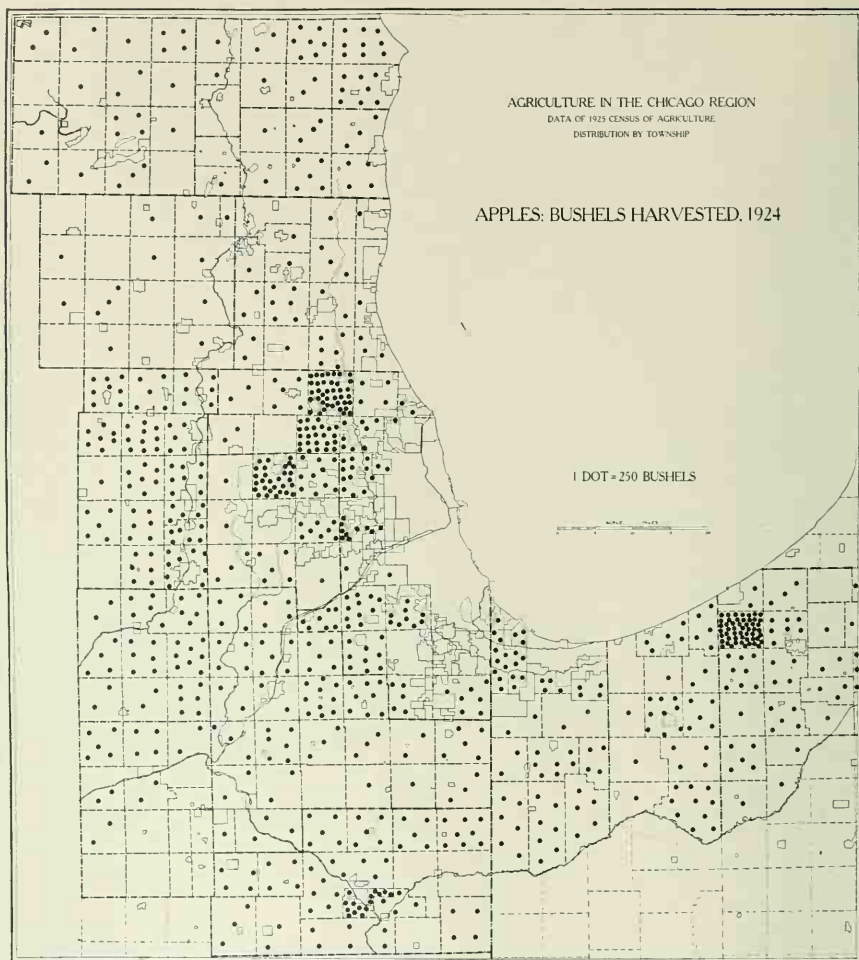 AGRICULTURE IN THE CHICAGO REGION
DATA OF 1925 CENSUS OF AGRICULTURE
DISTRIBUTION BY TOWNSHIP
APPLES: BUSHELS HARVESTED, 1924
1 DOT = 250 BUSHELS